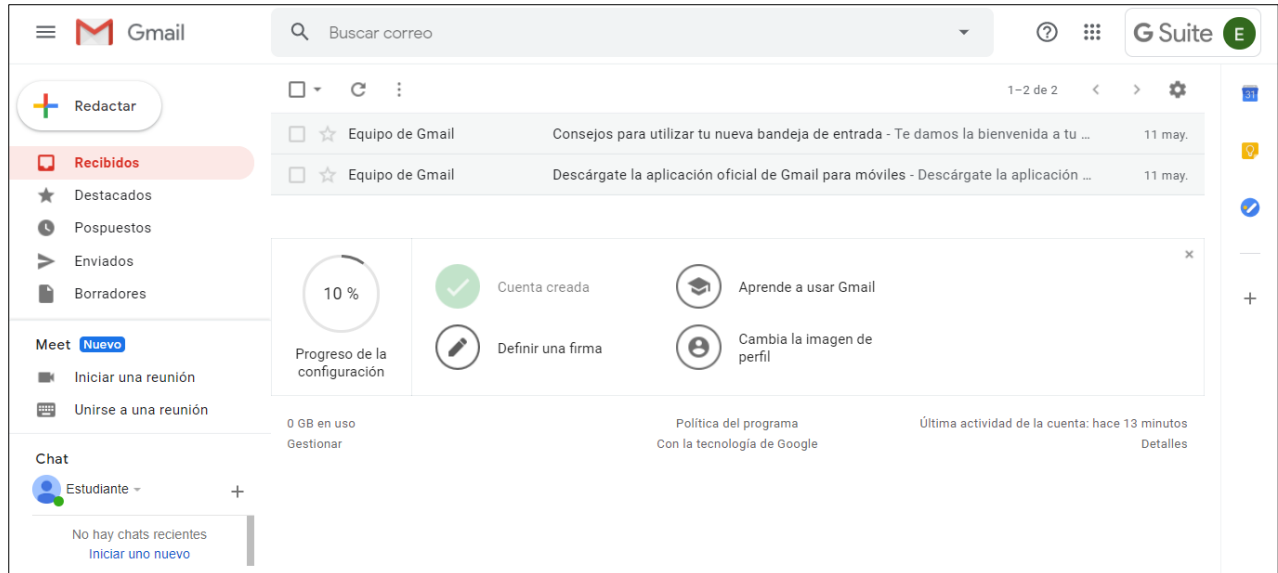 Gmail
Buscar correo
G Suite
E
Redactar
1–2 de 2
31
Equipo de Gmail Consejos para utilizar tu nueva bandeja de entrada - Te damos la bienvenida a tu ... 11 may.
Equipo de Gmail Descárgate la aplicación oficial de Gmail para móviles - Descárgate la aplicación ... 11 may.
Recibidos
Destacados
Pospuestos
Enviados
Borradores
Meet Nuevo
Iniciar una reunión
Unirse a una reunión
Chat
Estudiante
No hay chats recientes
Iniciar uno nuevo
10 %
Progreso de la
configuración
Cuenta creada
Definir una firma
Aprende a usar Gmail
Cambia la imagen de
perfil
0 GB en uso
Gestionar
Política del programa
Con la tecnología de Google
Última actividad de la cuenta: hace 13 minutos
Detalles